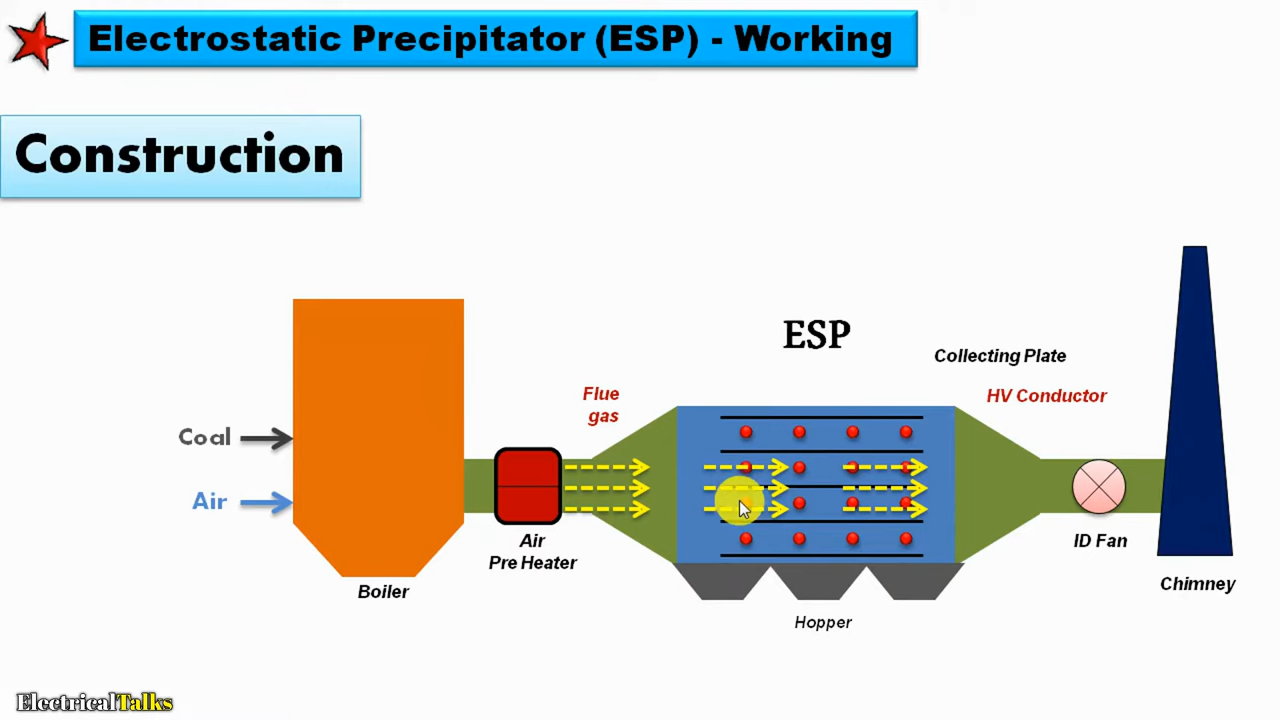 Electrostatic Precipitator (ESP) - Working
Construction
ESP
Collecting Plate
Flue
gas
HV Conductor
Coal
Air
Air
Pre Heater
ID Fan
Boiler
Chimney
Hopper
ElectricalTalks